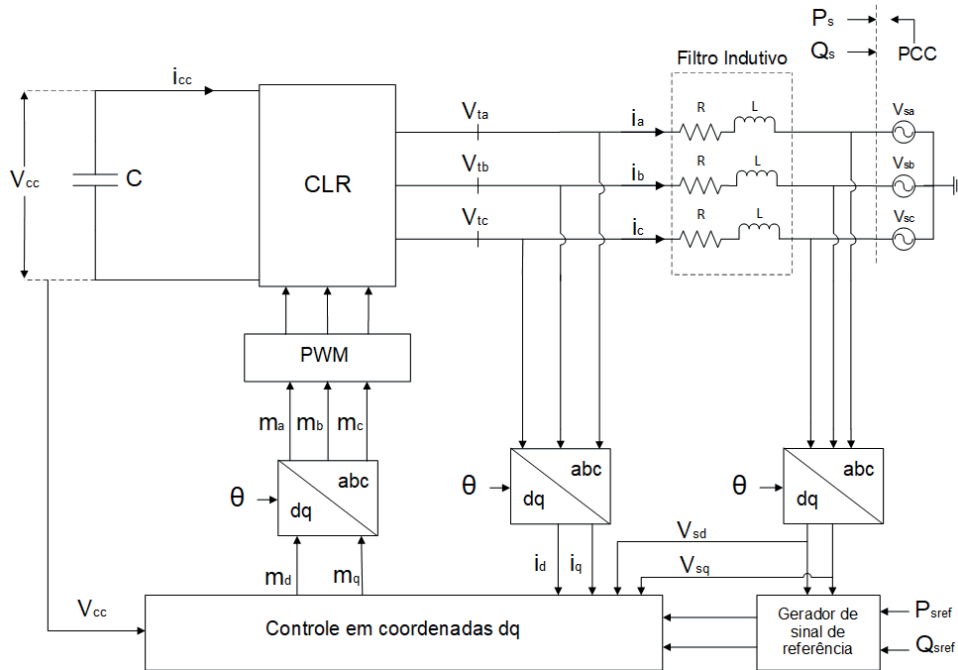 Ps
Qs
PCC
Filtro Indutivo
icc
Vcc
C
CLR
Vta
ia
R
L
Vsa
Vtb
ib
R
L
Vsb
Vtc
ic
R
L
Vsc
PWM
ma
mb
mc
θ
abc
dq
θ
abc
dq
θ
abc
dq
md
mq
id
iq
Vsd
Vsq
Vcc
Controle em coordenadas dq
Gerador de
sinal de
referência
Psref
Qsref